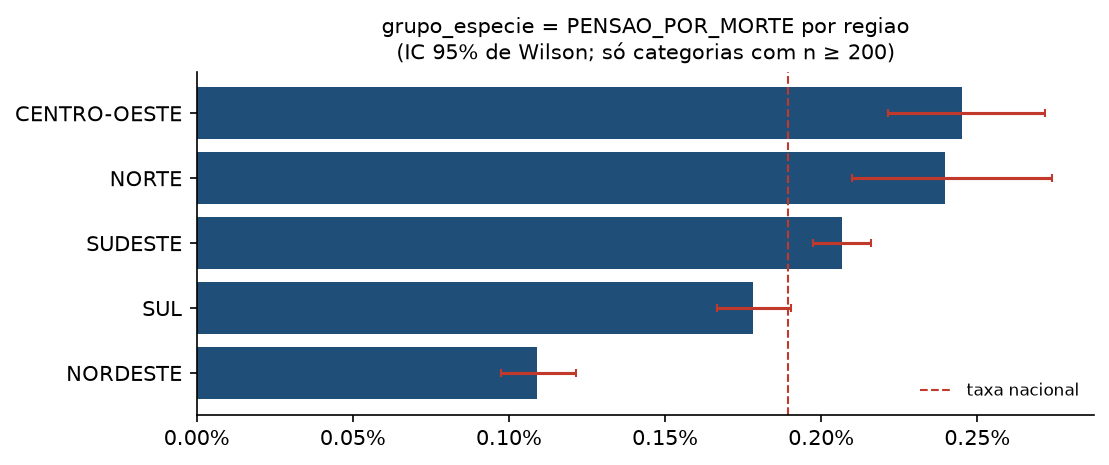 grupo_especie = PENSAO_POR_MORTE por regiao
(IC 95% de Wilson; só categorias com n ≥ 200)
CENTRO-OESTE
NORTE
SUDESTE
SUL
NORDESTE
taxa nacional
0.00%
0.05%
0.10%
0.15%
0.20%
0.25%